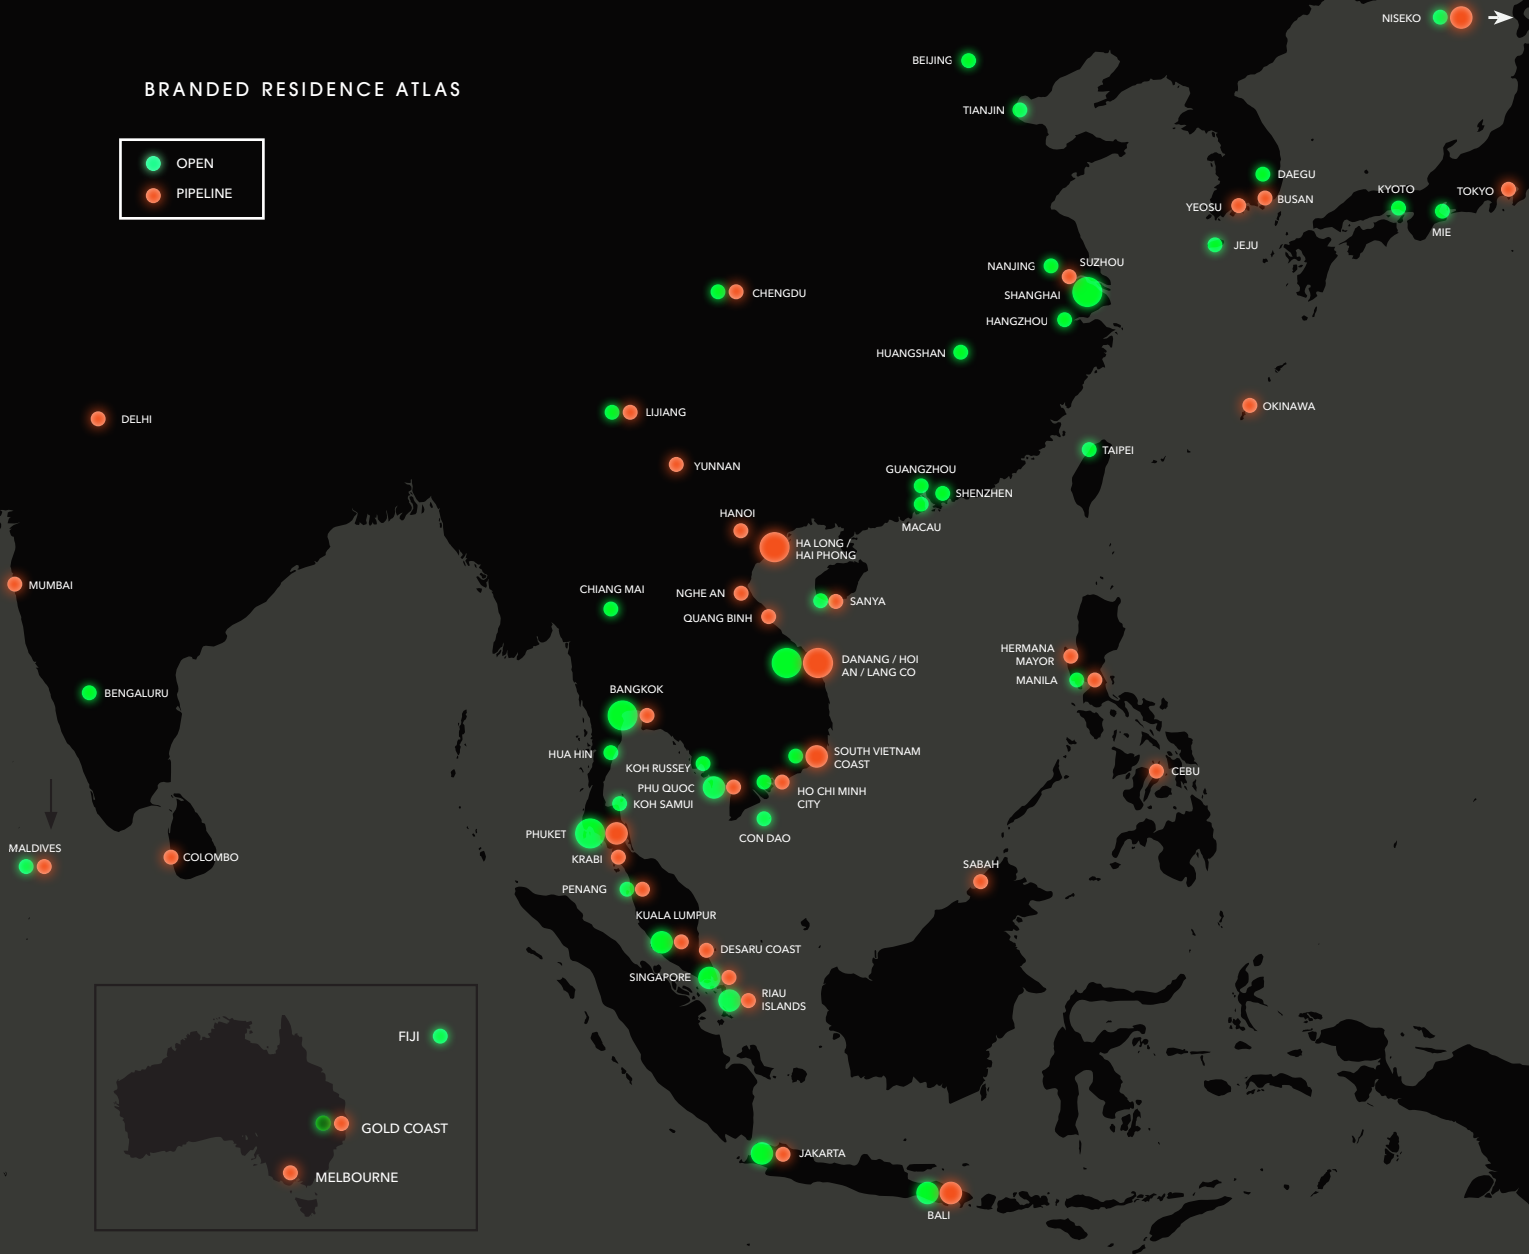 NISEKO
BEIJING
BRANDED RESIDENCE ATLAS
TIANJIN
OPEN
PIPELINE
DAEGU
KYOTO
TOKYO
BUSAN
YEOSU
MIE
JEJU
SUZHOU
NANJING
SHANGHAI
CHENGDU
HANGZHOU
HUANGSHAN
OKINAWA
LIJIANG
DELHI
TAIPEI
YUNNAN
GUANGZHOU
SHENZHEN
HANOI
MACAU
HA LONG /
HAI PHONG
MUMBAI
CHIANG MAI
NGHE AN
SANYA
QUANG BINH
HERMANA
MAYOR
DANANG / HOI
AN / LANG CO
MANILA
BENGALURU
BANGKOK
HUA HIN
SOUTH VIETNAM
COAST
KOH RUSSEY
CEBU
PHU QUOC
HO CHI MINH
CITY
KOH SAMUI
PHUKET
CON DAO
MALDIVES
COLOMBO
KRABI
SABAH
PENANG
KUALA LUMPUR
DESARU COAST
SINGAPORE
RIAU
ISLANDS
FIJI
GOLD COAST
JAKARTA
MELBOURNE
BALI